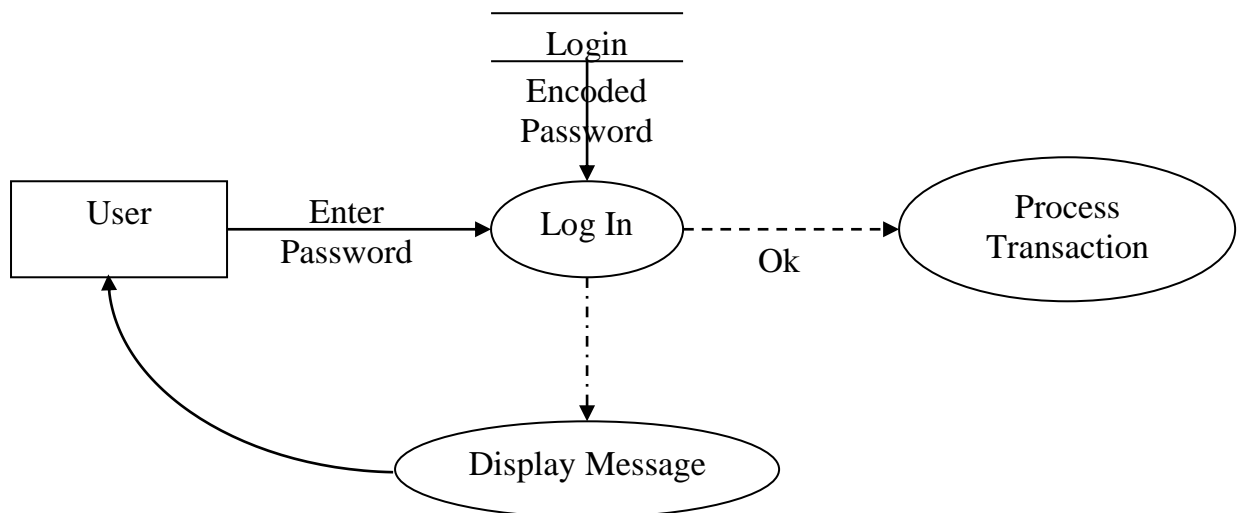 Login
Encoded
Password
User
Enter
Password
Log In
Ok
Process
Transaction
Display Message